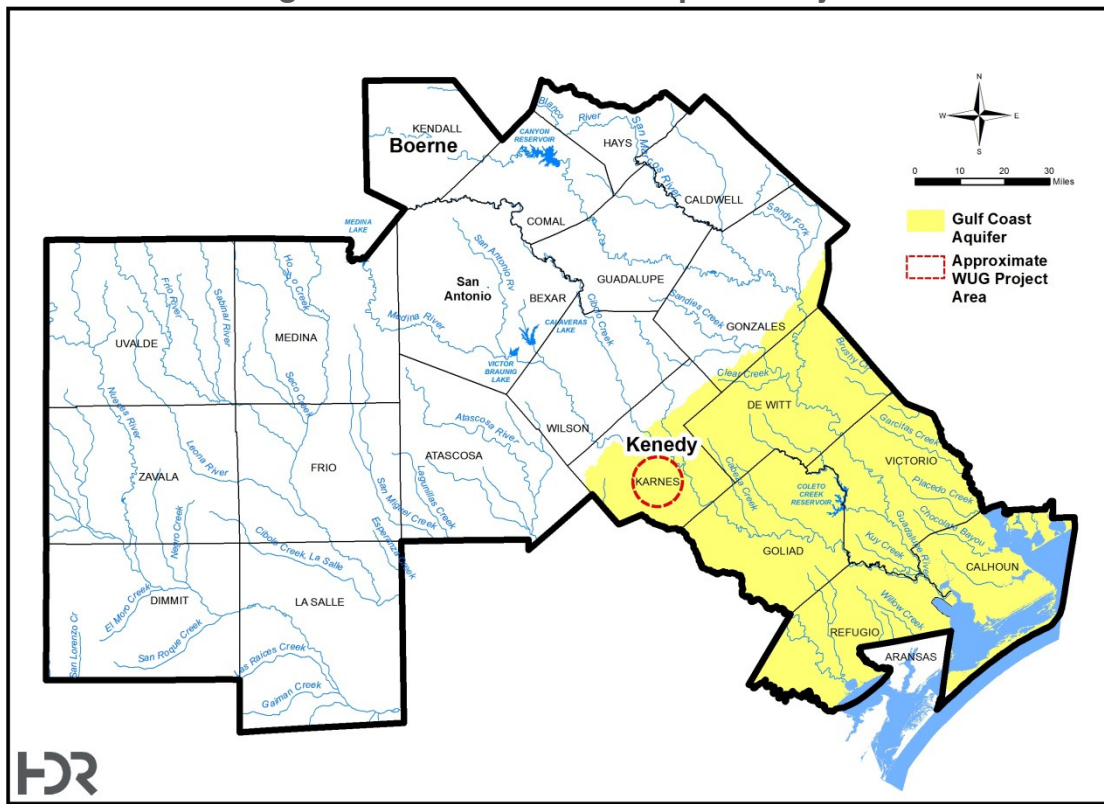 N
W E
S
0 10 20 30
Miles
Gulf Coast
Aquifer
Approximate
WUG Project
Area
KENDALL
Boerne
Blanco
River
CANYON
RESERVOIR
HAYS
San Marcos River
CALDWELL
Sandy Fork
COMAL
MEDINA
LAKE
San Antonio Rv
San
Antonio
BEXAR
GUADALUPE
Medina River
CALAVERAS
LAKE
Cibolo Creek
Sandies Creek
GONZALES
VICTOR
BRAUNIG
LAKE
Frio River
Sabinal River
UVALDE
MEDINA
Seco Creek
Nueces River
Leona River
ZAVALA
FRIO
Atascosa River
ATASCOSA
WILSON
Lagunillas Creek
San Miguel Creek
Esperanza Creek
Clear Creek
Brushy Cr
DE WITT
Garcitas Creek
Kenedy
KARNES
Cabeza Creek
COLETO
CREEK
RESERVOIR
VICTORIO
Placedo Creek
Chocolate Bayou
Guadalupe River
Kuy Creek
GOLIAD
CALHOUN
Negro Creek
Cibolo Creek, La Salle
DIMMIT
LA SALLE
El Moro Creek
San Lorenzo Cr
San Roque Creek
Las Raices Creek
Gaiman Creek
Willow Creek
REFUGIO
ARANSAS
HDR